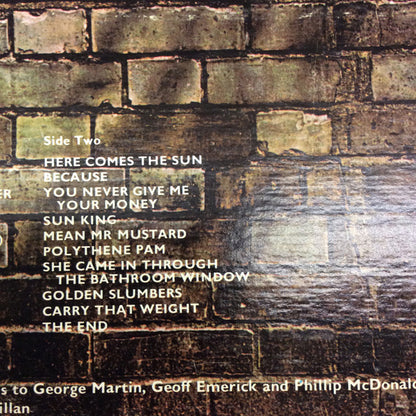 Side Two
HERE COMES THE SUN
BECAUSE
ER YOU NEVER GIVE ME
YOUR MONEY
SUN KING
MEAN MR MUSTARD
POLYTHENE PAM
SHE CAME IN THROUGH
THE BATHROOM WINDOW
GOLDEN SLUMBERS
CARRY THAT WEIGHT
THE END
s to George Martin, Geoff Emerick and Phillip McDonald
illan